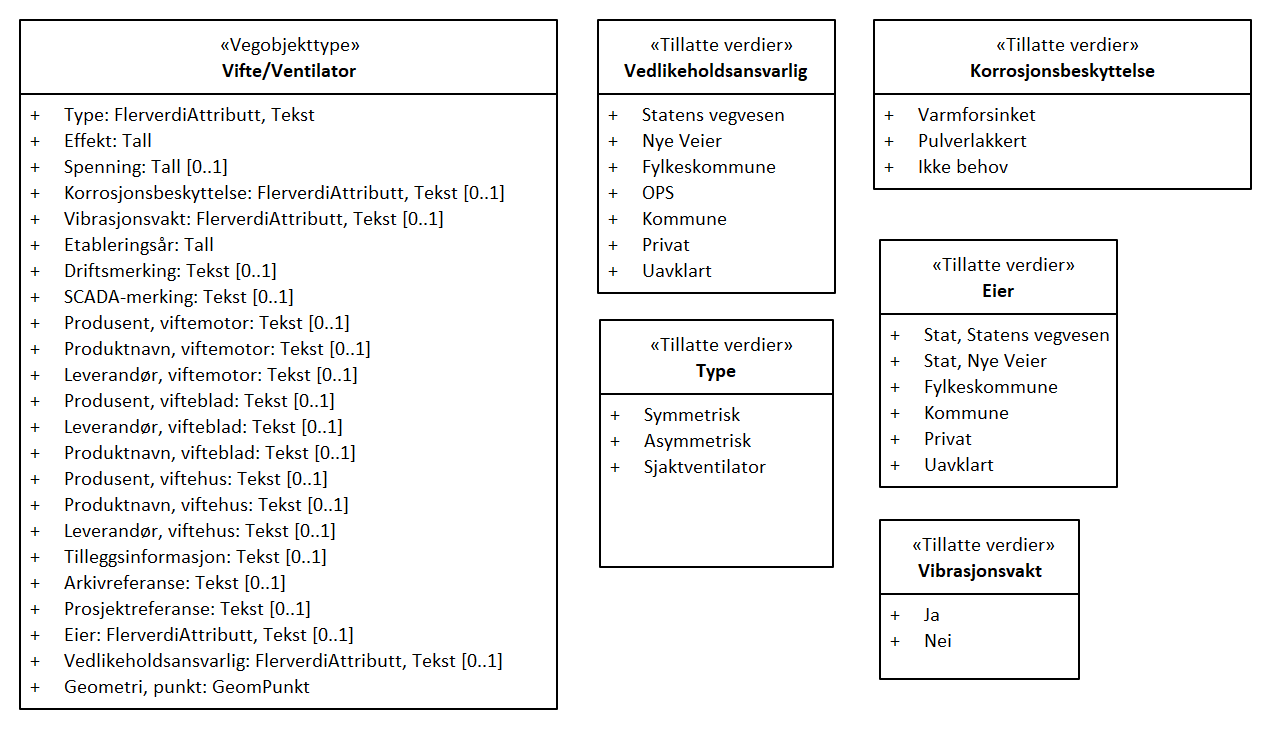 «Vegobjekttype»
Vifte/Ventilator
+ Type: FlerverdiAttributt, Tekst
+ Effekt: Tall
+ Spenning: Tall [0..1]
+ Korrosjonsbeskyttelse: FlerverdiAttributt, Tekst [0..1]
+ Vibrasjonsvakt: FlerverdiAttributt, Tekst [0..1]
+ Etableringsår: Tall
+ Driftsmerking: Tekst [0..1]
+ SCADA-merking: Tekst [0..1]
+ Produsent, viftemotor: Tekst [0..1]
+ Produktnavn, viftemotor: Tekst [0..1]
+ Leverandør, viftemotor: Tekst [0..1]
+ Produsent, vifteblad: Tekst [0..1]
+ Leverandør, vifteblad: Tekst [0..1]
+ Produktnavn, vifteblad: Tekst [0..1]
+ Produsent, viftehus: Tekst [0..1]
+ Produktnavn, viftehus: Tekst [0..1]
+ Leverandør, viftehus: Tekst [0..1]
+ Tilleggsinformasjon: Tekst [0..1]
+ Arkivreferanse: Tekst [0..1]
+ Prosjektreferanse: Tekst [0..1]
+ Eier: FlerverdiAttributt, Tekst [0..1]
+ Vedlikeholdsansvarlig: FlerverdiAttributt, Tekst [0..1]
+ Geometri, punkt: GeomPunkt
«Tillatte verdier»
Vedlikeholdsansvarlig
+ Statens vegvesen
+ Nye Veier
+ Fylkeskommune
+ OPS
+ Kommune
+ Privat
+ Uavklart
«Tillatte verdier»
Type
+ Symmetrisk
+ Asymmetrisk
+ Sjaktventilator
«Tillatte verdier»
Korrosjonsbeskyttelse
+ Varmforsinket
+ Pulverlakkert
+ Ikke behov
«Tillatte verdier»
Eier
+ Stat, Statens vegvesen
+ Stat, Nye Veier
+ Fylkeskommune
+ Kommune
+ Privat
+ Uavklart
«Tillatte verdier»
Vibrasjonsvakt
+ Ja
+ Nei